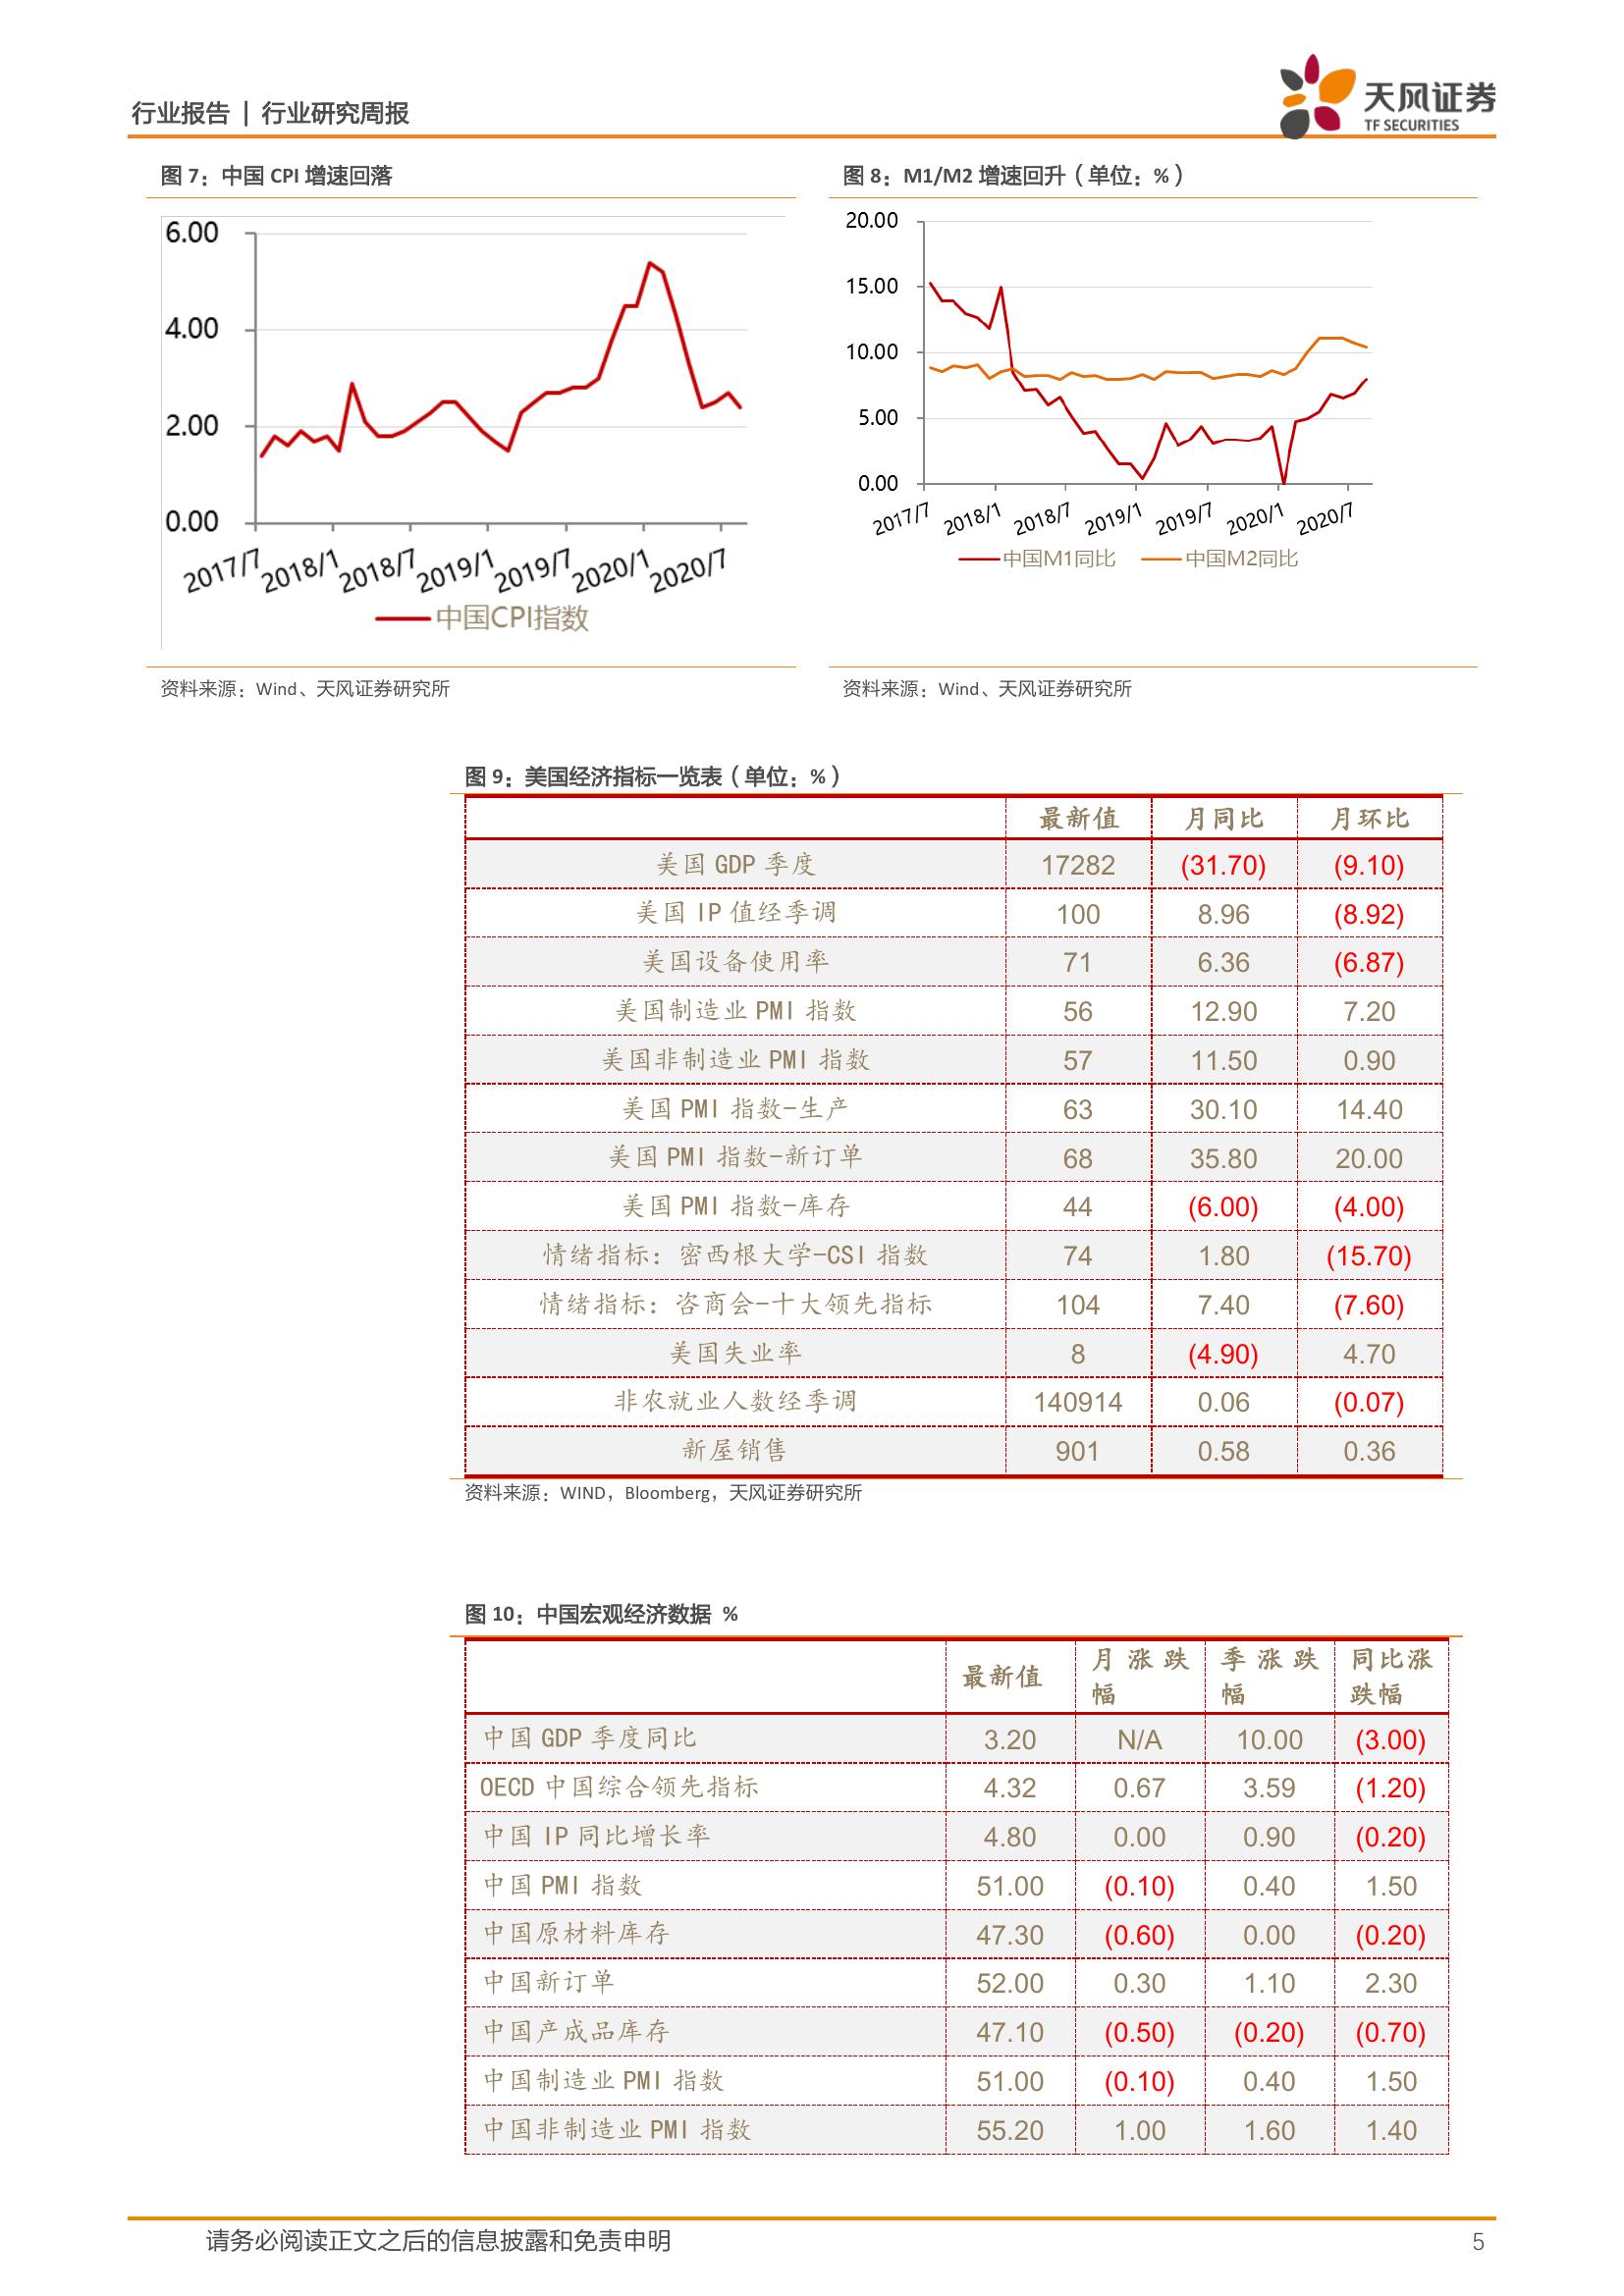 行业报告 | 行业研究周报
天风证券
TF SECURITIES
图 7：中国 CPI 增速回落
6.00
4.00
2.00
0.00
2017/7 2018/1 2018/7 2019/1 2019/7 2020/1 2020/7
中国CPI指数
资料来源：Wind、天风证券研究所
图 8：M1/M2 增速回升（单位：%）
20.00
15.00
10.00
5.00
0.00
2017/7 2018/1 2018/7 2019/1 2019/7 2020/1 2020/7
中国M1同比 中国M2同比
资料来源：Wind、天风证券研究所
图 9：美国经济指标一览表（单位：%）
最新值 月同比 月环比
美国 GDP 季度 17282 (31.70) (9.10)
美国 IP 值经季调 100 8.96 (8.92)
美国设备使用率 71 6.36 (6.87)
美国制造业 PMI 指数 56 12.90 7.20
美国非制造业 PMI 指数 57 11.50 0.90
美国 PMI 指数-生产 63 30.10 14.40
美国 PMI 指数-新订单 68 35.80 20.00
美国 PMI 指数-库存 44 (6.00) (4.00)
情绪指标：密西根大学-CSI 指数 74 1.80 (15.70)
情绪指标：咨商会-十大领先指标 104 7.40 (7.60)
美国失业率 8 (4.90) 4.70
非农就业人数经季调 140914 0.06 (0.07)
新屋销售 901 0.58 0.36
资料来源：WIND，Bloomberg，天风证券研究所
图 10：中国宏观经济数据 %
最新值 月涨跌幅 季涨跌幅 同比涨跌幅
中国 GDP 季度同比 3.20 N/A 10.00 (3.00)
OECD 中国综合领先指标 4.32 0.67 3.59 (1.20)
中国 IP 同比增长率 4.80 0.00 0.90 (0.20)
中国 PMI 指数 51.00 (0.10) 0.40 1.50
中国原材料库存 47.30 (0.60) 0.00 (0.20)
中国新订单 52.00 0.30 1.10 2.30
中国产成品库存 47.10 (0.50) (0.20) (0.70)
中国制造业 PMI 指数 51.00 (0.10) 0.40 1.50
中国非制造业 PMI 指数 55.20 1.00 1.60 1.40
请务必阅读正文之后的信息披露和免责申明 5